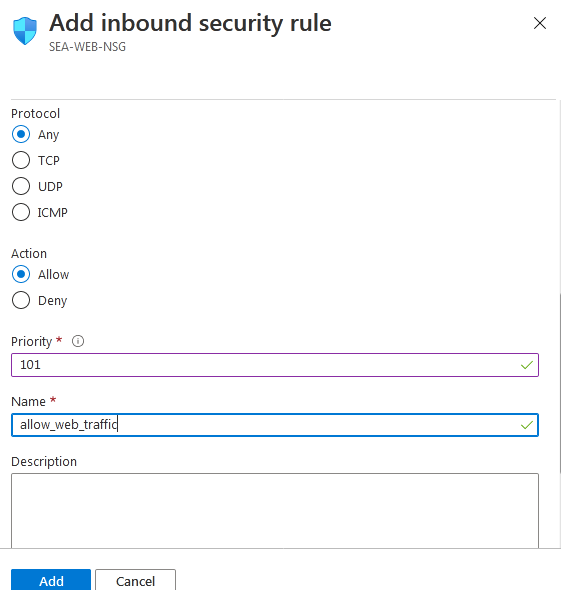 Add inbound security rule
SEA-WEB-NSG
Protocol
Any
TCP
UDP
ICMP
Action
Allow
Deny
Priority *
101
Name *
allow_web_traffic
Description
Add Cancel